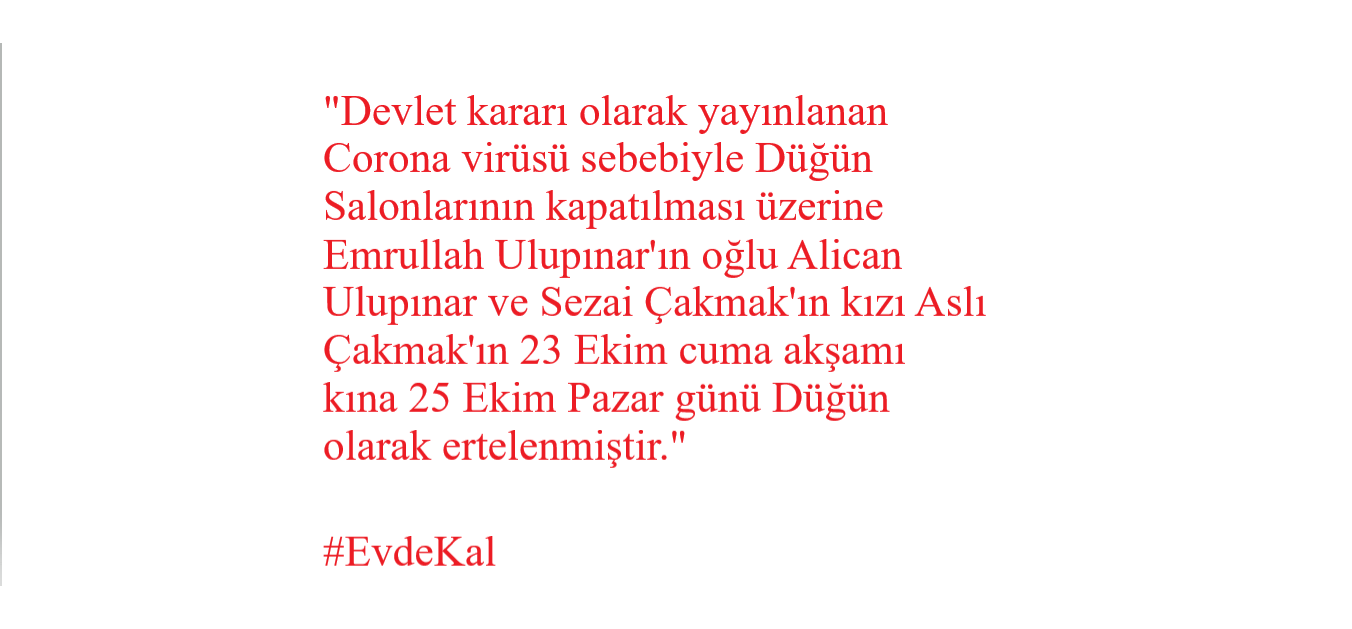 "Devlet kararı olarak yayınlanan
Corona virüsü sebebiyle Düğün
Salonlarının kapatılması üzerine
Emrullah Ulupınar'ın oğlu Alican
Ulupınar ve Sezai Çakmak'ın kızı Aslı
Çakmak'ın 23 Ekim cuma akşamı
kına 25 Ekim Pazar günü Düğün
olarak ertelenmiştir."
#EvdeKal